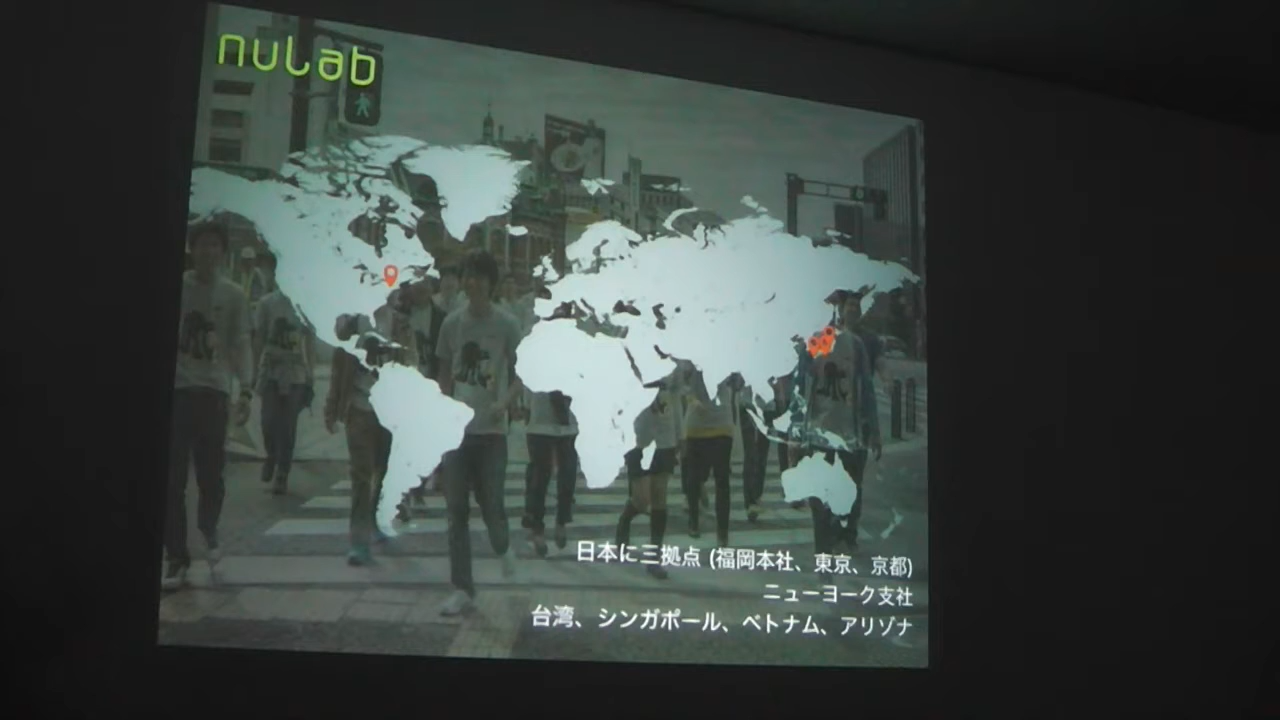 nulab
日本に三拠点 (福岡本社、東京、京都)
ニューヨーク支社
台湾、シンガポール、ベトナム、アリゾナ